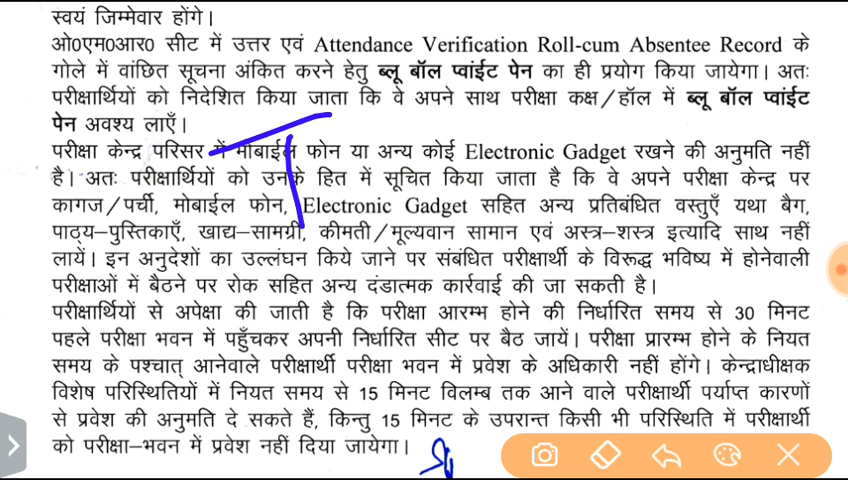 स्वयं जिम्मेवार होंगे।
ओ0एम0आर0 सीट में उत्तर एवं Attendance Verification Roll-cum Absentee Record के
गोले में वांछित सूचना अंकित करने हेतु ब्लू बॉल प्वांईट पेन का ही प्रयोग किया जायेगा। अतः
परीक्षार्थियों को निदेशित किया जाता कि वे अपने साथ परीक्षा कक्ष/हॉल में ब्लू बॉल प्वांईट
पेन अवश्य लाएँ।
परीक्षा केन्द्र परिसर में मोबाईल फोन या अन्य कोई Electronic Gadget रखने की अनुमति नहीं
है। अतः परीक्षार्थियों को उनके हित में सूचित किया जाता है कि वे अपने परीक्षा केन्द्र पर
कागज/पर्ची, मोबाईल फोन, Electronic Gadget सहित अन्य प्रतिबंधित वस्तुएँ यथा बैग,
पाठ्य-पुस्तिकाएँ, खाद्य-सामग्री, कीमती/मूल्यवान सामान एवं अस्त्र-शस्त्र इत्यादि साथ नहीं
लायें। इन अनुदेशों का उल्लंघन किये जाने पर संबंधित परीक्षार्थी के विरूद्ध भविष्य में होनेवाली
परीक्षाओं में बैठने पर रोक सहित अन्य दंडात्मक कार्रवाई की जा सकती है।
परीक्षार्थियों से अपेक्षा की जाती है कि परीक्षा आरम्भ होने की निर्धारित समय से 30 मिनट
पहले परीक्षा भवन में पहुँचकर अपनी निर्धारित सीट पर बैठ जायें। परीक्षा प्रारम्भ होने के नियत
समय के पश्चात् आनेवाले परीक्षार्थी परीक्षा भवन में प्रवेश के अधिकारी नहीं होंगे। केन्द्राधीक्षक
विशेष परिस्थितियों में नियत समय से 15 मिनट विलम्ब तक आने वाले परीक्षार्थी पर्याप्त कारणों
से प्रवेश की अनुमति दे सकते हैं, किन्तु 15 मिनट के उपरान्त किसी भी परिस्थिति में परीक्षार्थी
को परीक्षा-भवन में प्रवेश नहीं दिया जायेगा।